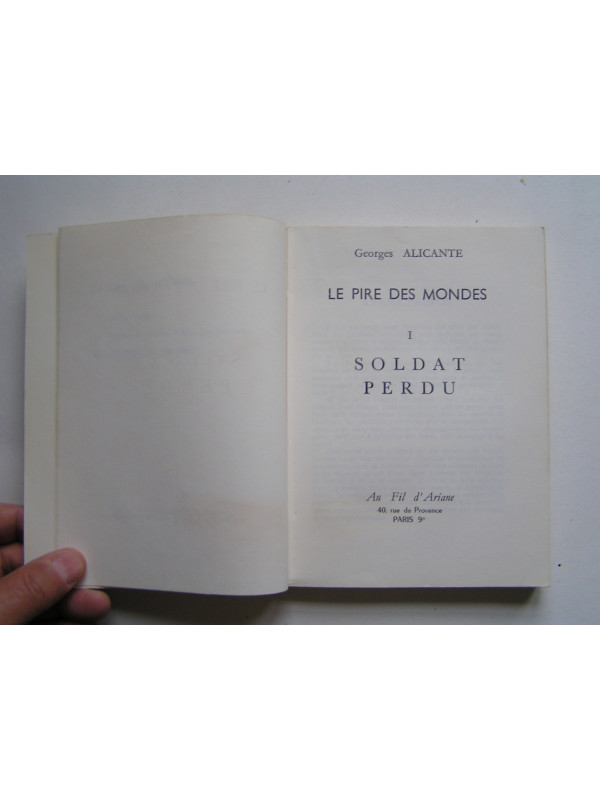 Georges ALICANTE
LE PIRE DES MONDES
I
SOLDAT
PERDU
Au Fil d'Ariane
40, rue de Provence
PARIS 9e